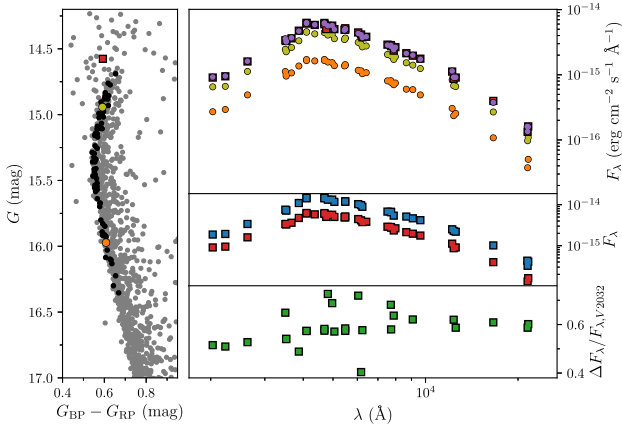 14.5
15.0
15.5
16.0
16.5
17.0
G (mag)
0.4 0.6 0.8
G_BP − G_RP (mag)
10^−14
10^−15
10^−16
F_λ (erg cm^−2 s^−1 Å^−1)
10^−14
10^−15
F_λ
0.6
0.4
ΔF_λ/F_λ,V2032
10^4
λ (Å)